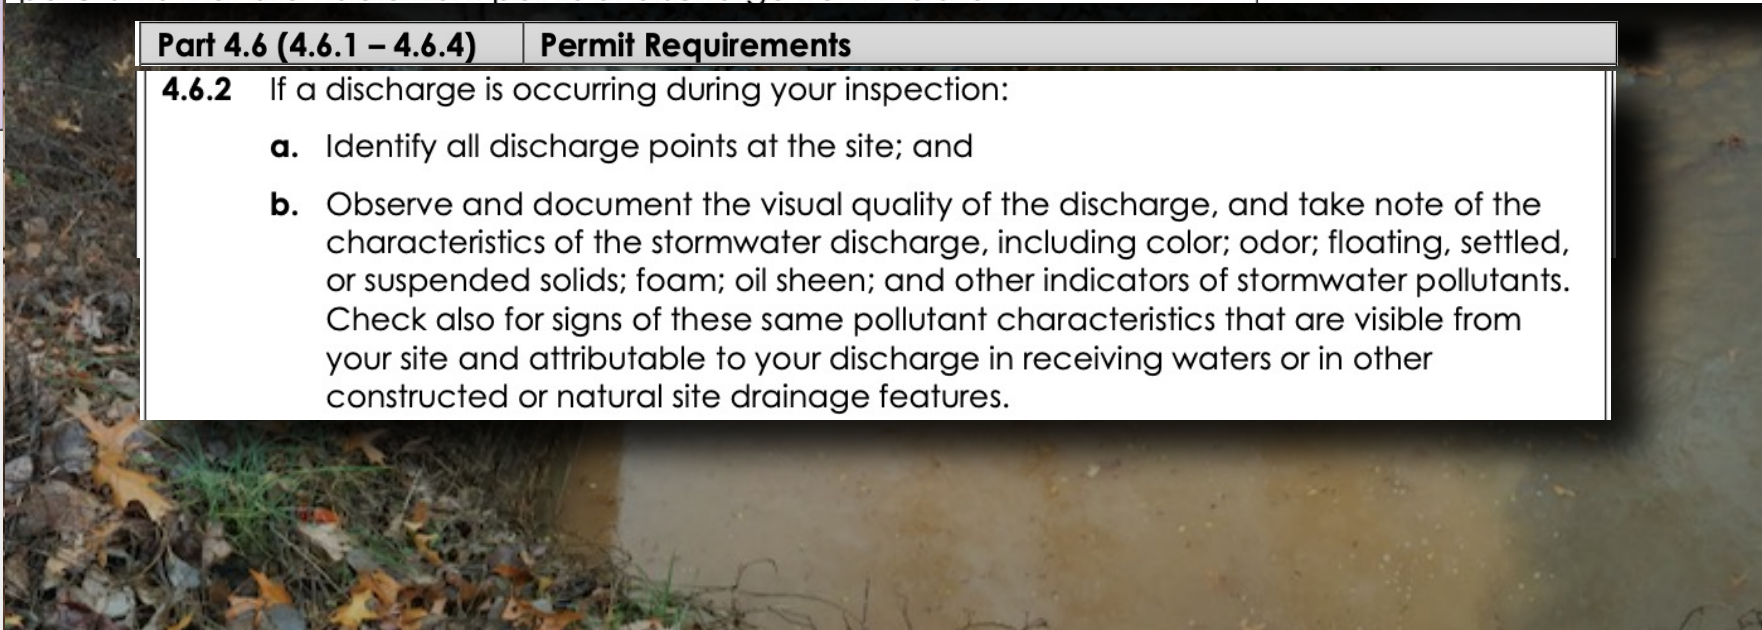 Part 4.6 (4.6.1 – 4.6.4) Permit Requirements
4.6.2 If a discharge is occurring during your inspection:
a. Identify all discharge points at the site; and
b. Observe and document the visual quality of the discharge, and take note of the
characteristics of the stormwater discharge, including color; odor; floating, settled,
or suspended solids; foam; oil sheen; and other indicators of stormwater pollutants.
Check also for signs of these same pollutant characteristics that are visible from
your site and attributable to your discharge in receiving waters or in other
constructed or natural site drainage features.